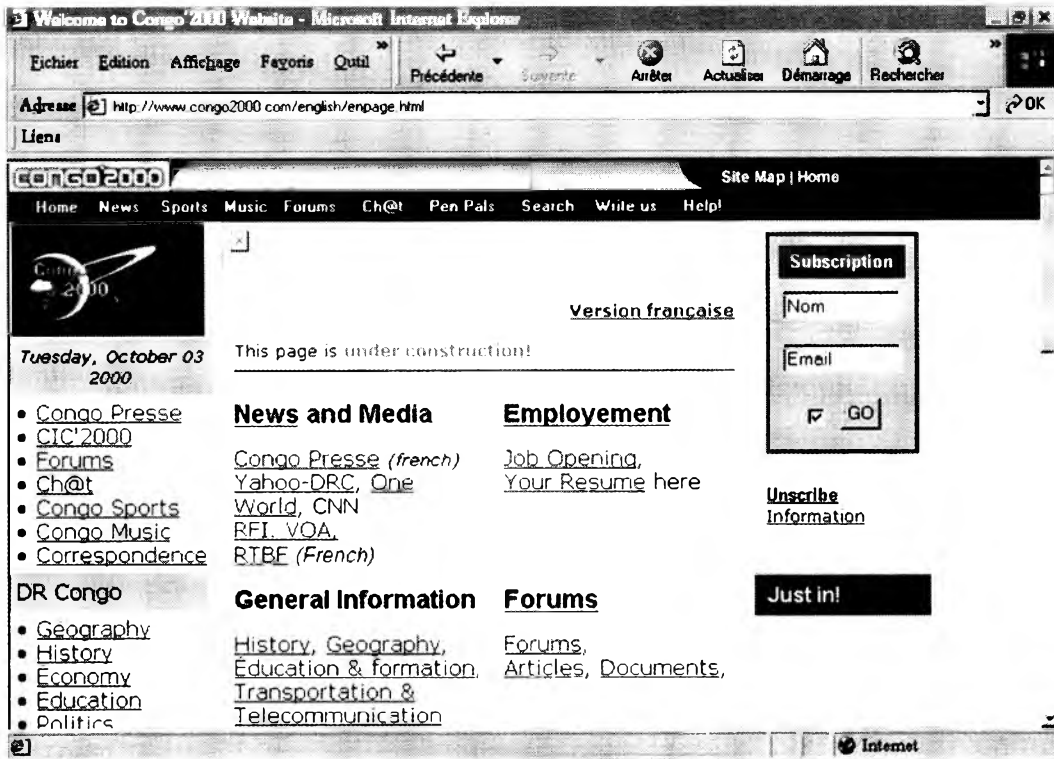 Welcome to Congo'2000 Website - Microsoft Internet Explorer
Fichier Edition Affichage Favoris Outil »
Précédente Suivante Arrêter Actualiser Démarrage Rechercher »
Adresse http://www.congo2000.com/english/enpage.html OK
Liens
CONGO'2000
Site Map | Home
Home News Sports Music Forums Ch@t Pen Pals Search Write us Help!
Congo
2000
Tuesday, October 03
2000
• Congo Presse
• CIC'2000
• Forums
• Ch@t
• Congo Sports
• Congo Music
• Correspondence
DR Congo
• Geography
• History
• Economy
• Education
• Politics
Version française
This page is under construction!
News and Media
Congo Presse (french)
Yahoo-DRC, One
World, CNN
RFI. VOA,
RTBF (French)
Employement
Job Opening,
Your Resume here
General Information
History, Geography,
Éducation & formation,
Transportation &
Telecommunication
Forums
Forums,
Articles, Documents,
Subscription
Nom
Email
GO
Unscribe
Information
Just in!
Internet